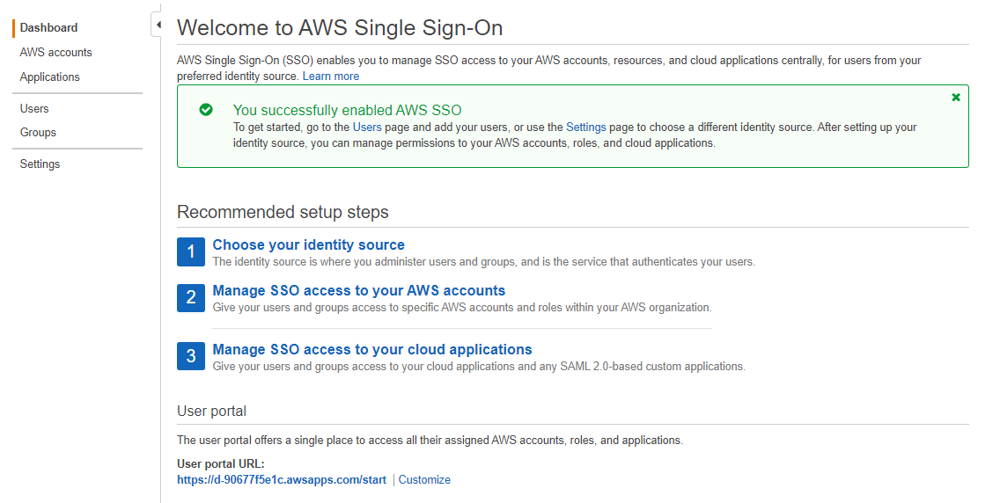 Dashboard
AWS accounts
Applications
Users
Groups
Settings
Welcome to AWS Single Sign-On
AWS Single Sign-On (SSO) enables you to manage SSO access to your AWS accounts, resources, and cloud applications centrally, for users from your
preferred identity source. Learn more
You successfully enabled AWS SSO
To get started, go to the Users page and add your users, or use the Settings page to choose a different identity source. After setting up your
identity source, you can manage permissions to your AWS accounts, roles, and cloud applications.
Recommended setup steps
1 Choose your identity source
The identity source is where you administer users and groups, and is the service that authenticates your users.
2 Manage SSO access to your AWS accounts
Give your users and groups access to specific AWS accounts and roles within your AWS organization.
3 Manage SSO access to your cloud applications
Give your users and groups access to your cloud applications and any SAML 2.0-based custom applications.
User portal
The user portal offers a single place to access all their assigned AWS accounts, roles, and applications.
User portal URL:
https://d-90677f5e1c.awsapps.com/start | Customize